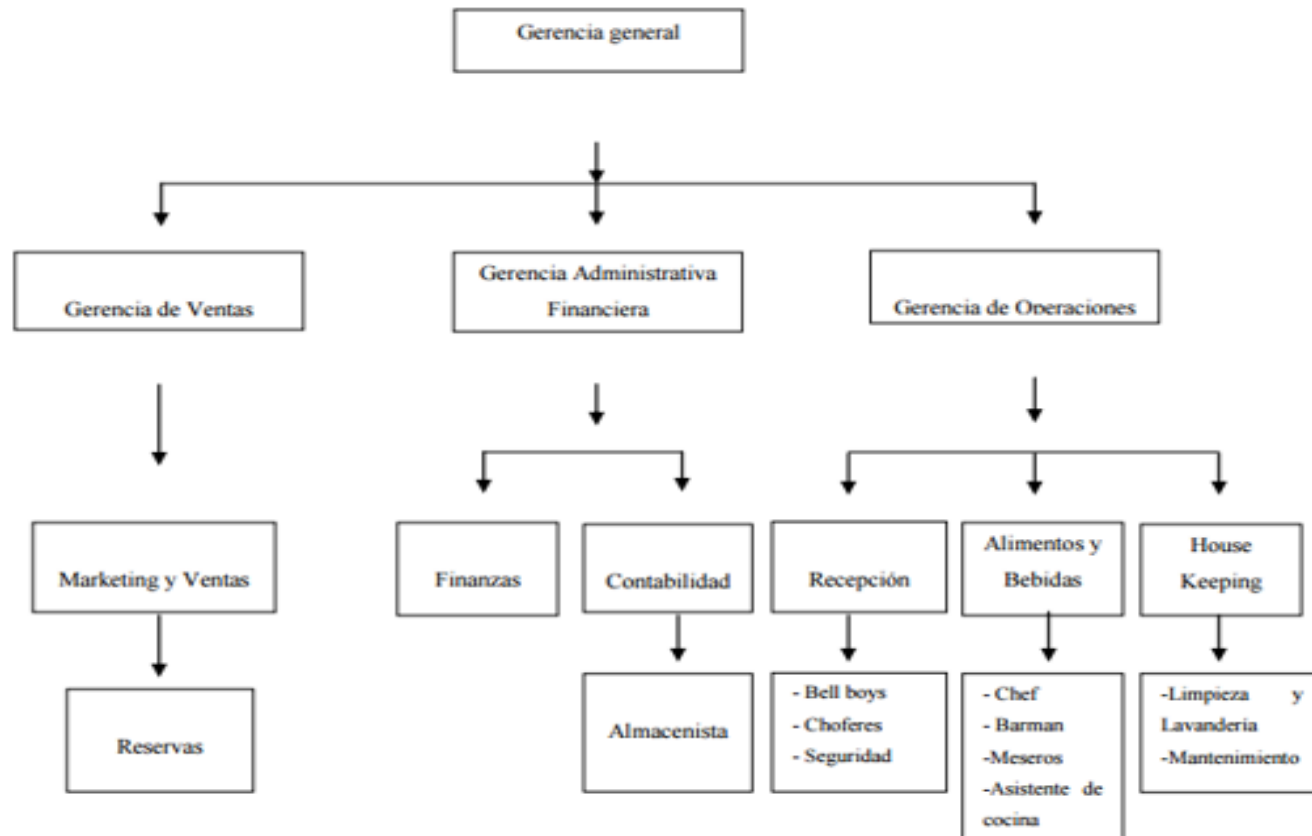 Gerencia general
Gerencia de Ventas
Gerencia Administrativa
Financiera
Gerencia de Operaciones
Marketing y Ventas
Finanzas
Contabilidad
Recepción
Alimentos y
Bebidas
House
Keeping
Reservas
Almacenista
- Bell boys
- Choferes
- Seguridad
- Chef
- Barman
-Meseros
-Asistente de
cocina
-Limpieza y
Lavandería
-Mantenimiento